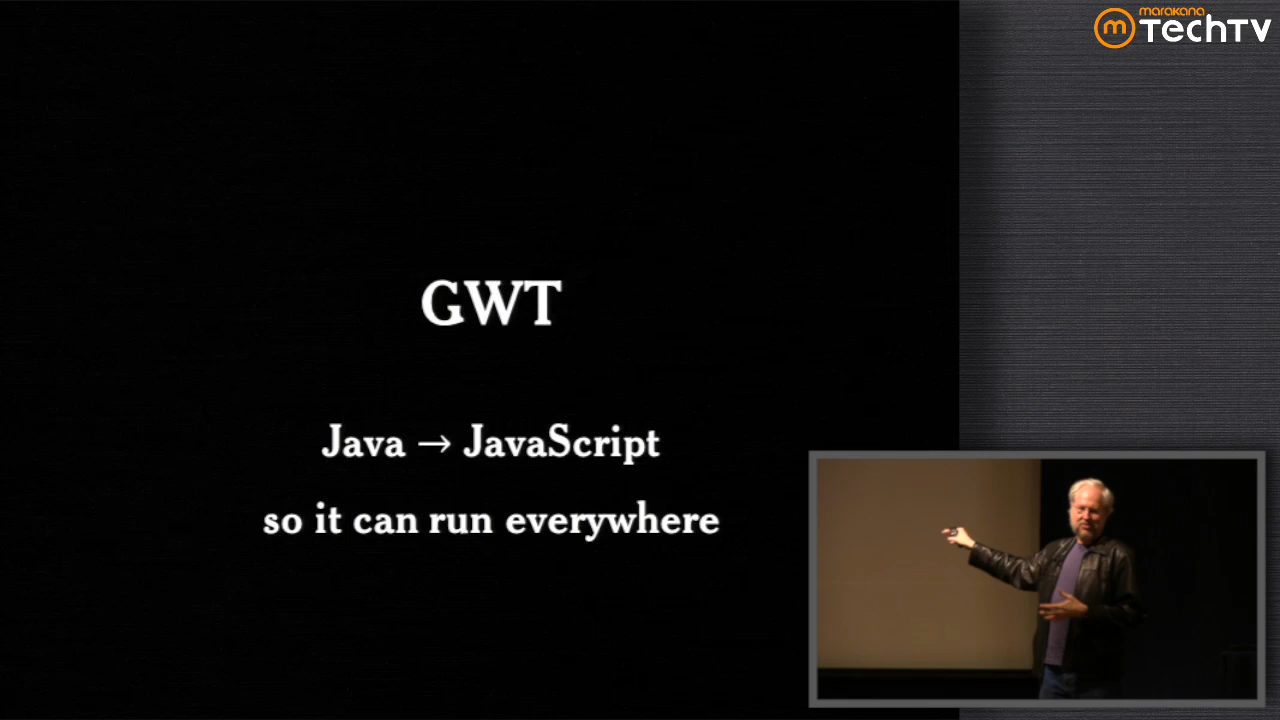 marakana
m TechTV
GWT
Java → JavaScript
so it can run everywhere